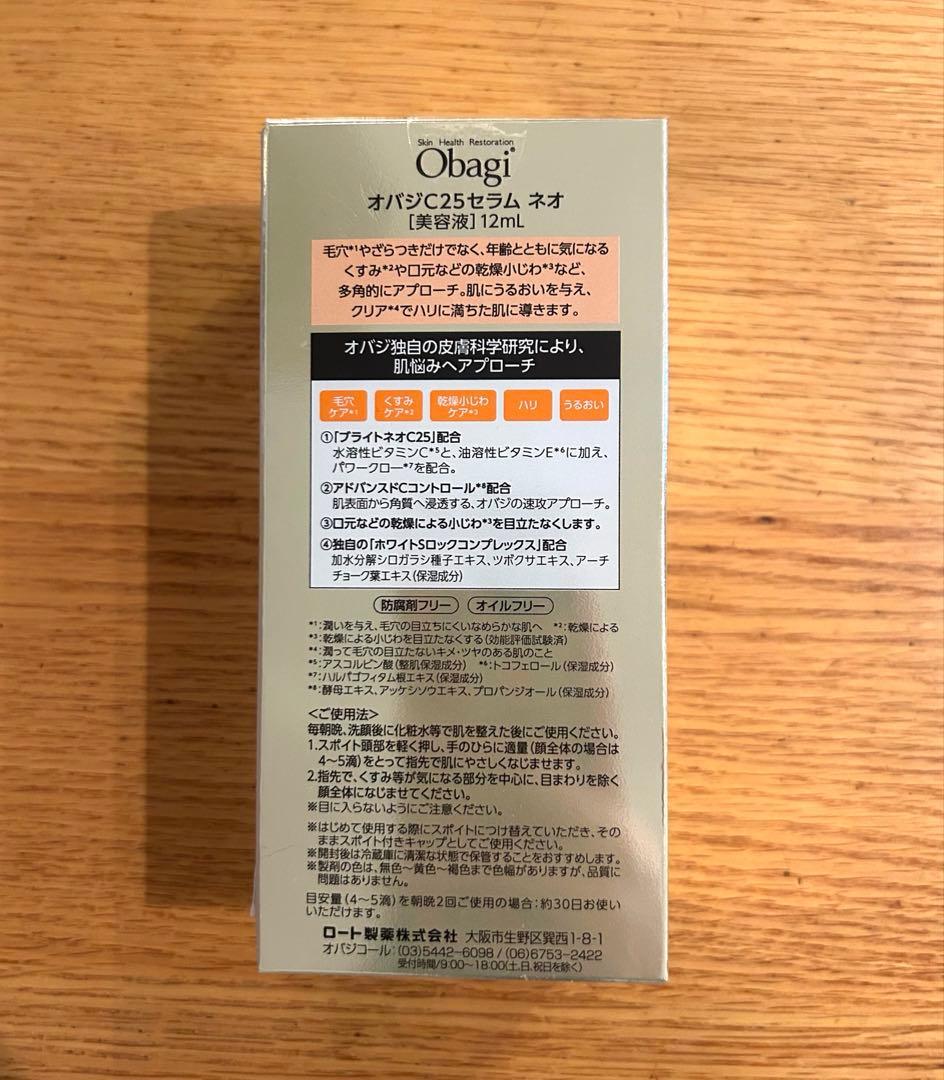 Skin Health Restoration
Obagi®
オバジC25セラム ネオ
[美容液]12mL
毛穴*1やざらつきだけでなく、年齢とともに気になる
くすみ*2や口元などの乾燥小じわ*3など、
多角的にアプローチ。肌にうるおいを与え、
クリア*4でハリに満ちた肌に導きます。
オバジ独自の皮膚科学研究により、
肌悩みへアプローチ
毛穴ケア*1 くすみケア*2 乾燥小じわケア*3 ハリ うるおい
①「ブライトネオC25」配合
水溶性ビタミンC*5と、油溶性ビタミンE*6に加え、
パワークロー*7を配合。
②アドバンスドCコントロール*8配合
肌表面から角質へ浸透する、オバジの速攻アプローチ。
③口元などの乾燥による小じわ*3を目立たなくします。
④独自の「ホワイトSロックコンプレックス」配合
加水分解シロガラシ種子エキス、ツボクサエキス、アーチ
チョーク葉エキス(保湿成分)
防腐剤フリー オイルフリー
*1:潤いを与え、毛穴の目立ちにくいなめらかな肌へ *2:乾燥による
*3:乾燥による小じわを目立たなくする(効能評価試験済)
*4:潤って毛穴の目立たないキメ・ツヤのある肌のこと
*5:アスコルビン酸(整肌保湿成分) *6:トコフェロール(保湿成分)
*7:ハルパゴフィタム根エキス(保湿成分)
*8:酵母エキス、アッケシソウエキス、プロパンジオール(保湿成分)
<ご使用法>
毎朝晩、洗顔後に化粧水等で肌を整えた後にご使用ください。
1.スポイト頭部を軽く押し、手のひらに適量(顔全体の場合は
4〜5滴)をとって指先で肌にやさしくなじませます。
2.指先で、くすみ等が気になる部分を中心に、目まわりを除く
顔全体になじませてください。
※目に入らないようにご注意ください。
※はじめて使用する際にスポイトにつけ替えていただき、その
ままスポイト付きキャップとしてご使用ください。
※開封後は冷蔵庫に清潔な状態で保管することをおすすめします。
※製剤の色は、無色〜黄色〜褐色まで色幅がありますが、品質に
問題はありません。
目安量(4〜5滴)を朝晩2回ご使用の場合:約30日お使い
いただけます。
ロート製薬株式会社 大阪市生野区巽西1-8-1
オバジコール:(03)5442-6098/(06)6753-2422
受付時間/9:00〜18:00(土、日、祝日を除く)